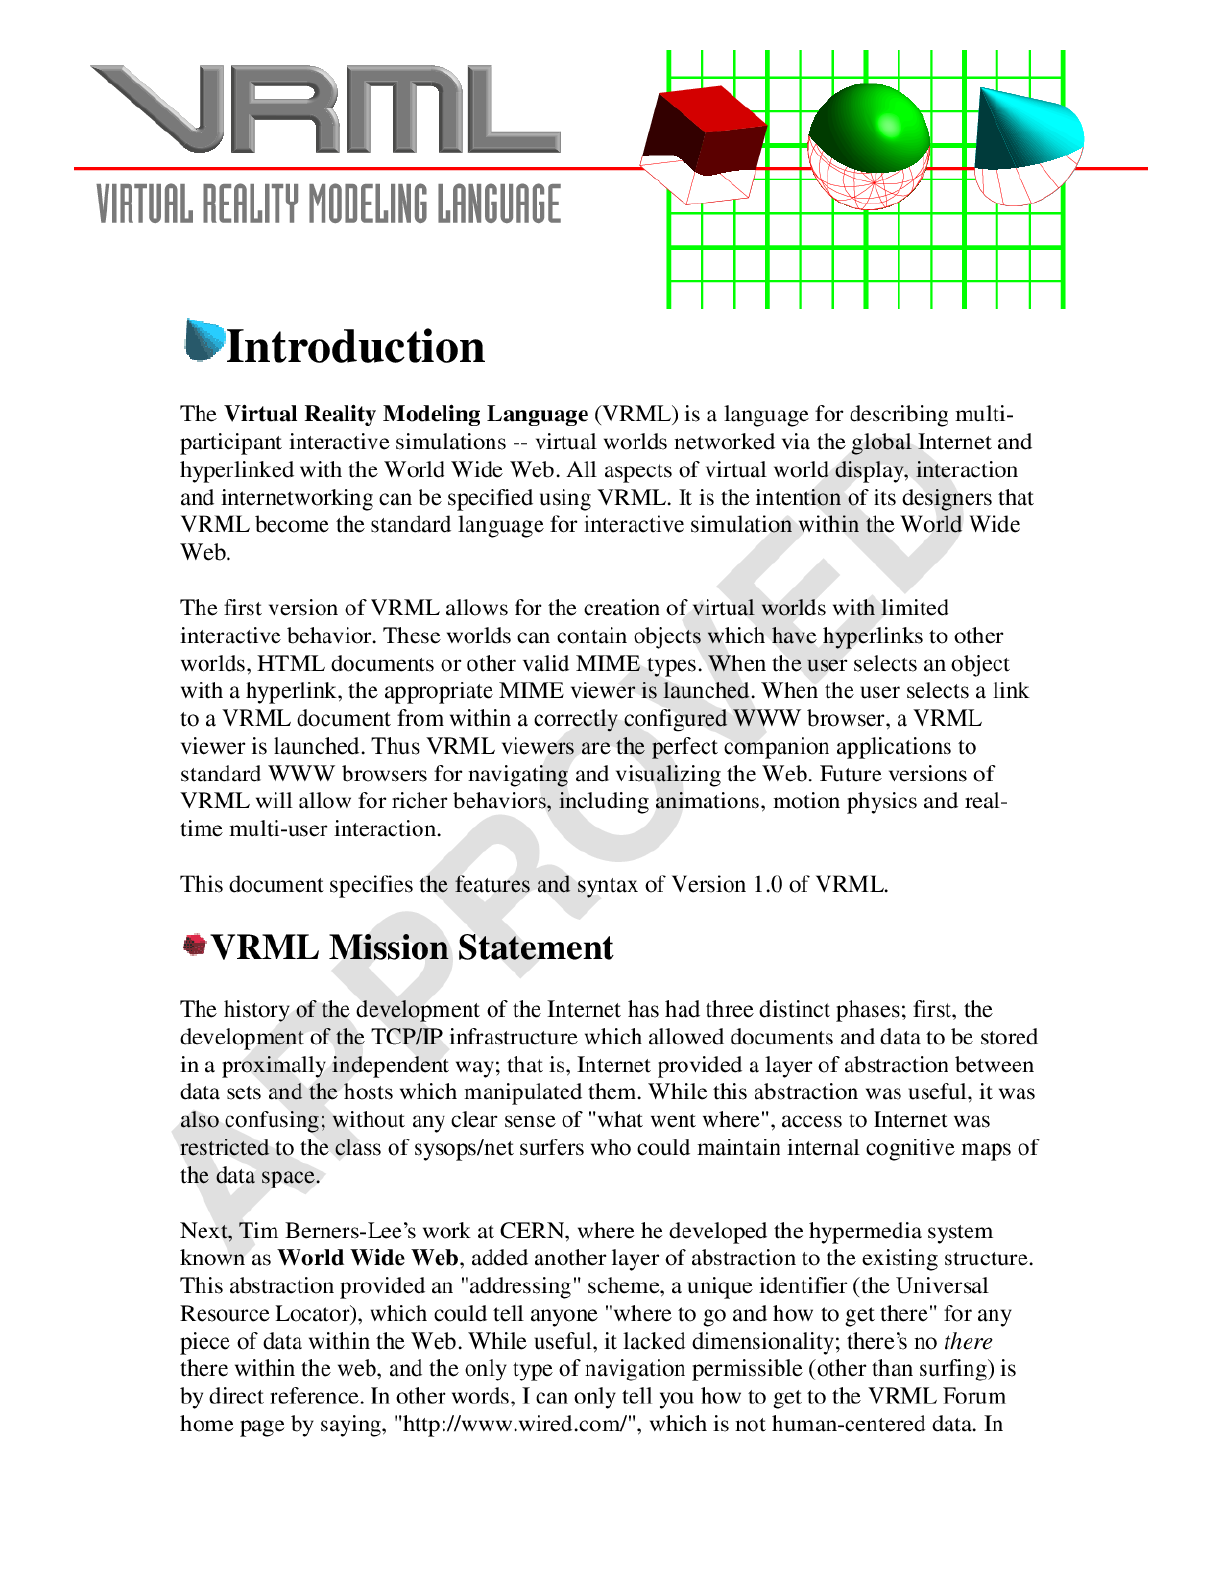 VRML
VIRTUAL REALITY MODELING LANGUAGE
Introduction
The Virtual Reality Modeling Language (VRML) is a language for describing multi-
participant interactive simulations -- virtual worlds networked via the global Internet and
hyperlinked with the World Wide Web. All aspects of virtual world display, interaction
and internetworking can be specified using VRML. It is the intention of its designers that
VRML become the standard language for interactive simulation within the World Wide
Web.
The first version of VRML allows for the creation of virtual worlds with limited
interactive behavior. These worlds can contain objects which have hyperlinks to other
worlds, HTML documents or other valid MIME types. When the user selects an object
with a hyperlink, the appropriate MIME viewer is launched. When the user selects a link
to a VRML document from within a correctly configured WWW browser, a VRML
viewer is launched. Thus VRML viewers are the perfect companion applications to
standard WWW browsers for navigating and visualizing the Web. Future versions of
VRML will allow for richer behaviors, including animations, motion physics and real-
time multi-user interaction.
This document specifies the features and syntax of Version 1.0 of VRML.
VRML Mission Statement
The history of the development of the Internet has had three distinct phases; first, the
development of the TCP/IP infrastructure which allowed documents and data to be stored
in a proximally independent way; that is, Internet provided a layer of abstraction between
data sets and the hosts which manipulated them. While this abstraction was useful, it was
also confusing; without any clear sense of "what went where", access to Internet was
restricted to the class of sysops/net surfers who could maintain internal cognitive maps of
the data space.
Next, Tim Berners-Lee's work at CERN, where he developed the hypermedia system
known as World Wide Web, added another layer of abstraction to the existing structure.
This abstraction provided an "addressing" scheme, a unique identifier (the Universal
Resource Locator), which could tell anyone "where to go and how to get there" for any
piece of data within the Web. While useful, it lacked dimensionality; there's no there
there within the web, and the only type of navigation permissible (other than surfing) is
by direct reference. In other words, I can only tell you how to get to the VRML Forum
home page by saying, "http://www.wired.com/", which is not human-centered data. In
APPROVED